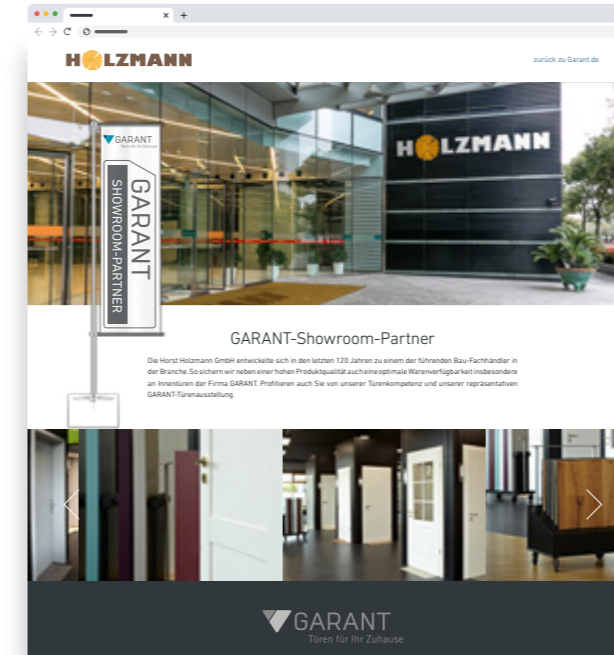 HOLZMANN
zurück zu Garant.de
HOLZMANN
GARANT
Türen für Ihr Zuhause
GARANT
SHOWROOM-PARTNER
GARANT-Showroom-Partner
Die Horst Holzmann GmbH entwickelte sich in den letzten 120 Jahren zu einem der führenden Bau-Fachhändler in
der Branche. So sichern wir neben einer hohen Produktqualität auch eine optimale Warenverfügbarkeit insbesondere
an Innentüren der Firma GARANT. Profitieren auch Sie von unserer Türenkompetenz und unserer repräsentativen
GARANT-Türenausstellung.
GARANT
Türen für Ihr Zuhause